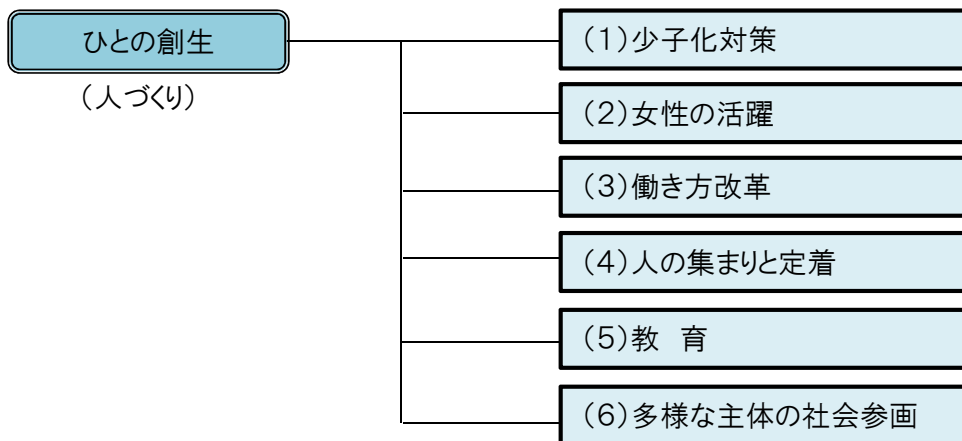 ひとの創生
(人づくり)
(1)少子化対策
(2)女性の活躍
(3)働き方改革
(4)人の集まりと定着
(5)教　育
(6)多様な主体の社会参画